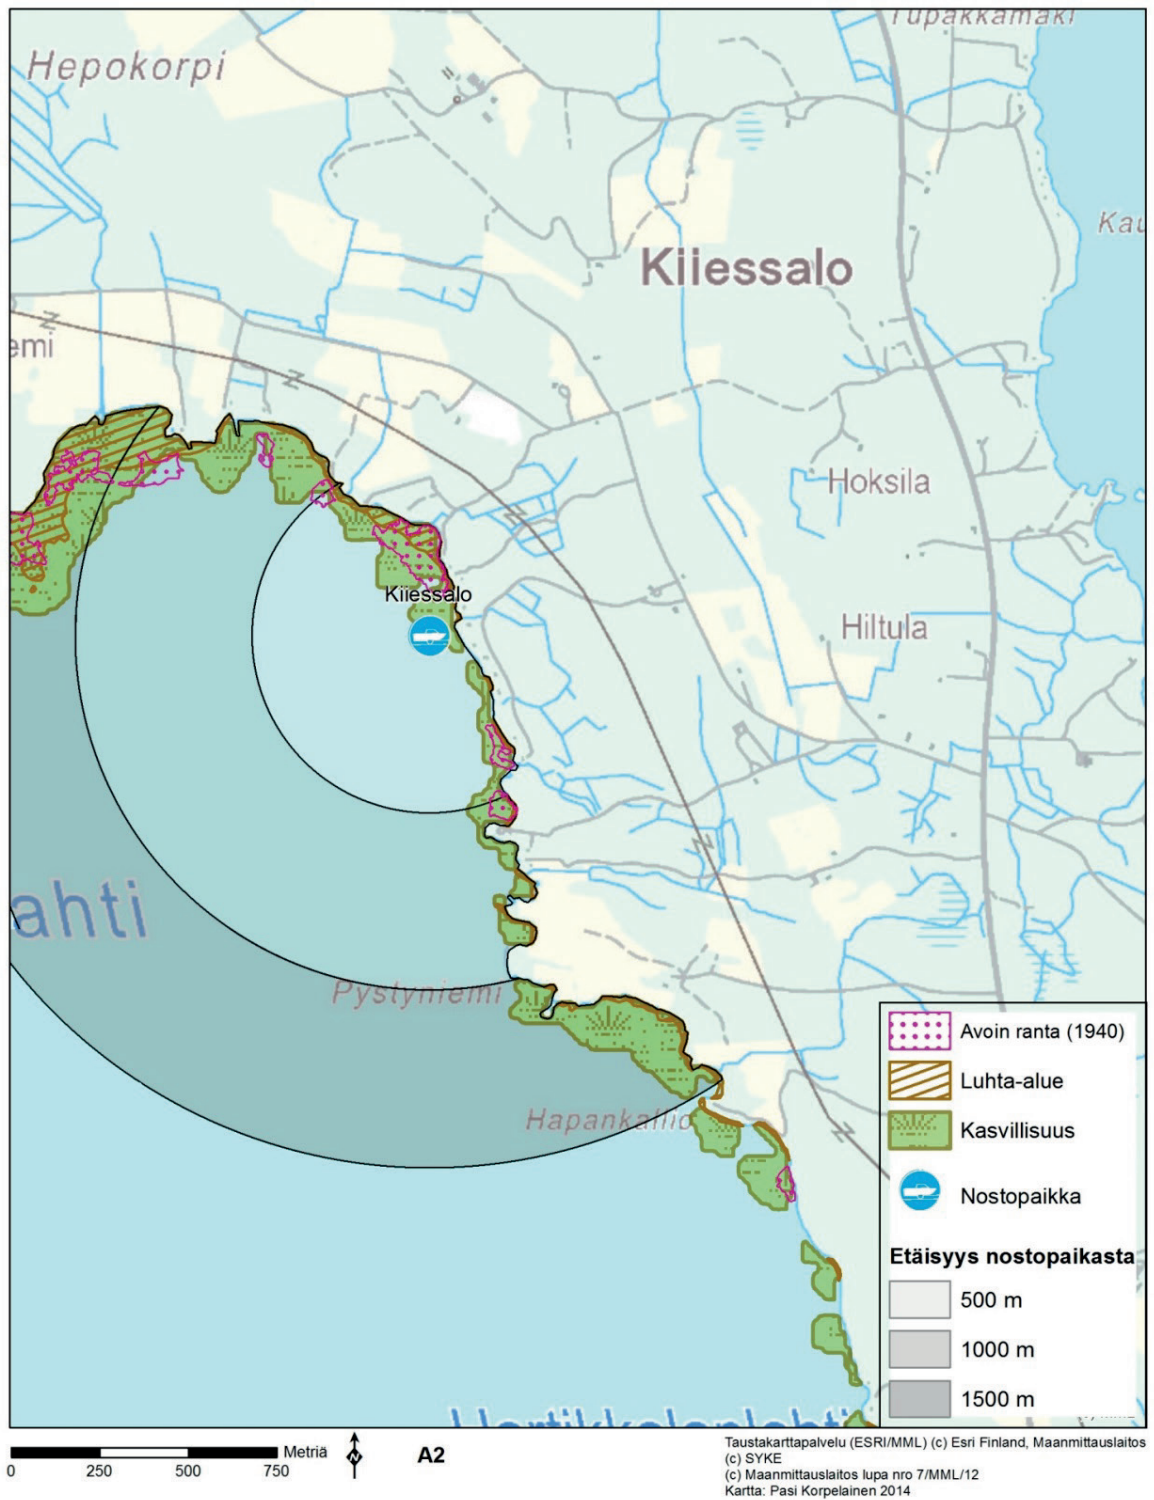 Tupakkamäki
Hepokorpi
Kau
Kiiessalo
emi
Hoksila
Kiiessalo
Hiltula
ahti
Pystyniemi
Hapankallio
Avoin ranta (1940)
Luhta-alue
Kasvillisuus
Nostopaikka
Etäisyys nostopaikasta
500 m
1000 m
1500 m
Metriä
0 250 500 750
A2
Taustakarttapalvelu (ESRI/MML) (c) Esri Finland, Maanmittauslaitos
(c) SYKE
(c) Maanmittauslaitos lupa nro 7/MML/12
Kartta: Pasi Korpelainen 2014